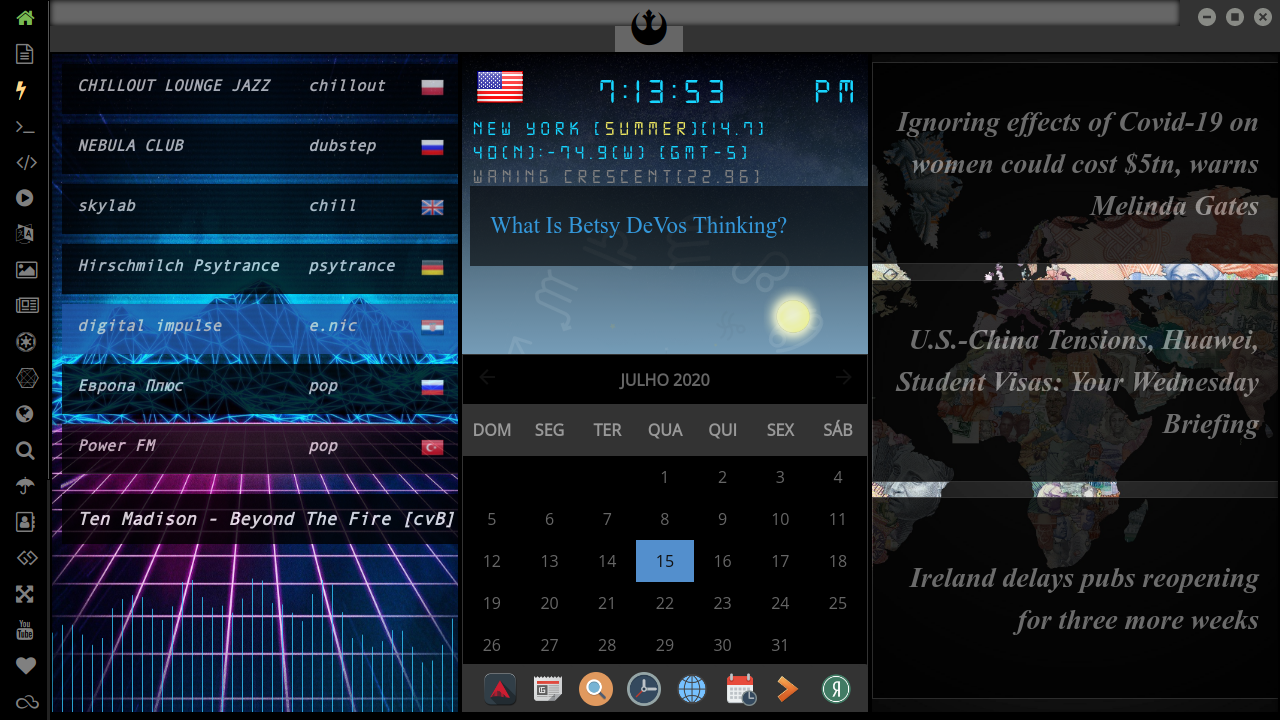 CHILLOUT LOUNGE JAZZ chillout
NEBULA CLUB dubstep
skylab chill
Hirschmilch Psytrance psytrance
digital impulse e.nic
Европа Плюс pop
Power FM pop
Ten Madison - Beyond The Fire [cvB]
7:13:53 PM
NEW YORK (SUMMER)(14.7)
40(N):-74.9(W) (GMT-5)
WANING CRESCENT(22.96)
What Is Betsy DeVos Thinking?
JULHO 2020
DOM SEG TER QUA QUI SEX SÁB
1 2 3 4
5 6 7 8 9 10 11
12 13 14 15 16 17 18
19 20 21 22 23 24 25
26 27 28 29 30 31
Ignoring effects of Covid-19 on
women could cost $5tn, warns
Melinda Gates
U.S.-China Tensions, Huawei,
Student Visas: Your Wednesday
Briefing
Ireland delays pubs reopening
for three more weeks
You
Tube
Я